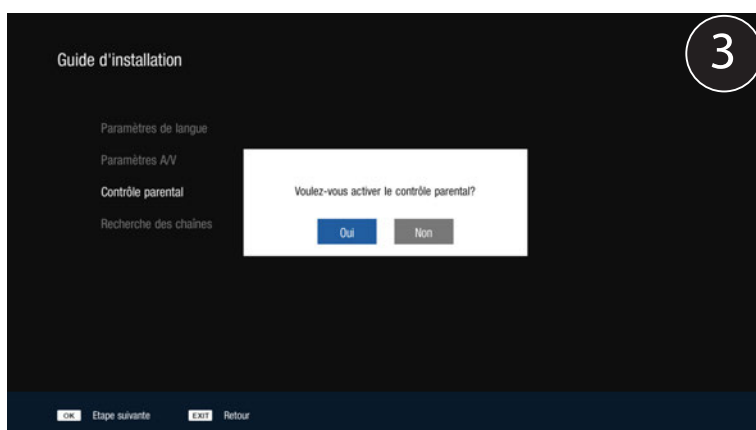 3
Guide d'installation
Paramètres de langue
Paramètres A/V
Contrôle parental
Recherche des chaînes
Voulez-vous activer le contrôle parental?
Oui Non
OK Etape suivante EXIT Retour